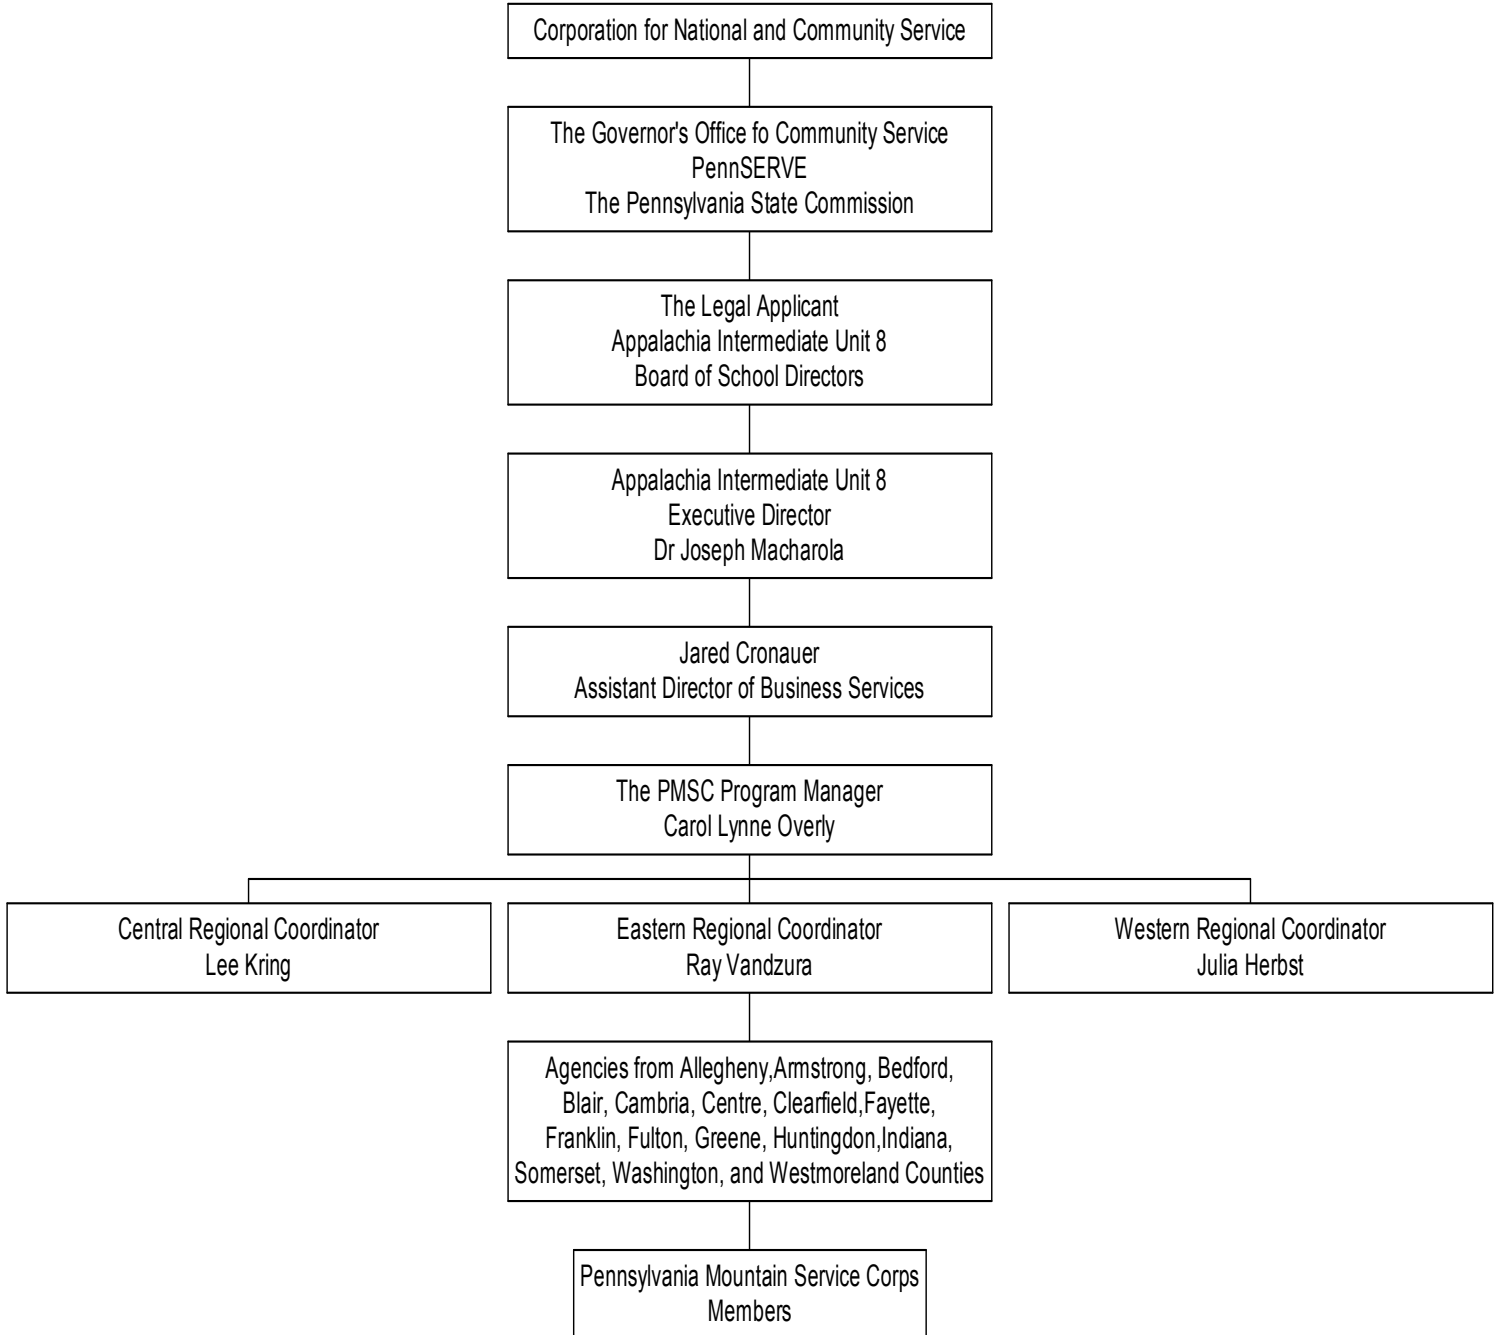 Corporation for National and Community Service
The Governor's Office fo Community Service
PennSERVE
The Pennsylvania State Commission
The Legal Applicant
Appalachia Intermediate Unit 8
Board of School Directors
Appalachia Intermediate Unit 8
Executive Director
Dr Joseph Macharola
Jared Cronauer
Assistant Director of Business Services
The PMSC Program Manager
Carol Lynne Overly
Central Regional Coordinator
Lee Kring
Eastern Regional Coordinator
Ray Vandzura
Western Regional Coordinator
Julia Herbst
Agencies from Allegheny,Armstrong, Bedford,
Blair, Cambria, Centre, Clearfield,Fayette,
Franklin, Fulton, Greene, Huntingdon,Indiana,
Somerset, Washington, and Westmoreland Counties
Pennsylvania Mountain Service Corps
Members